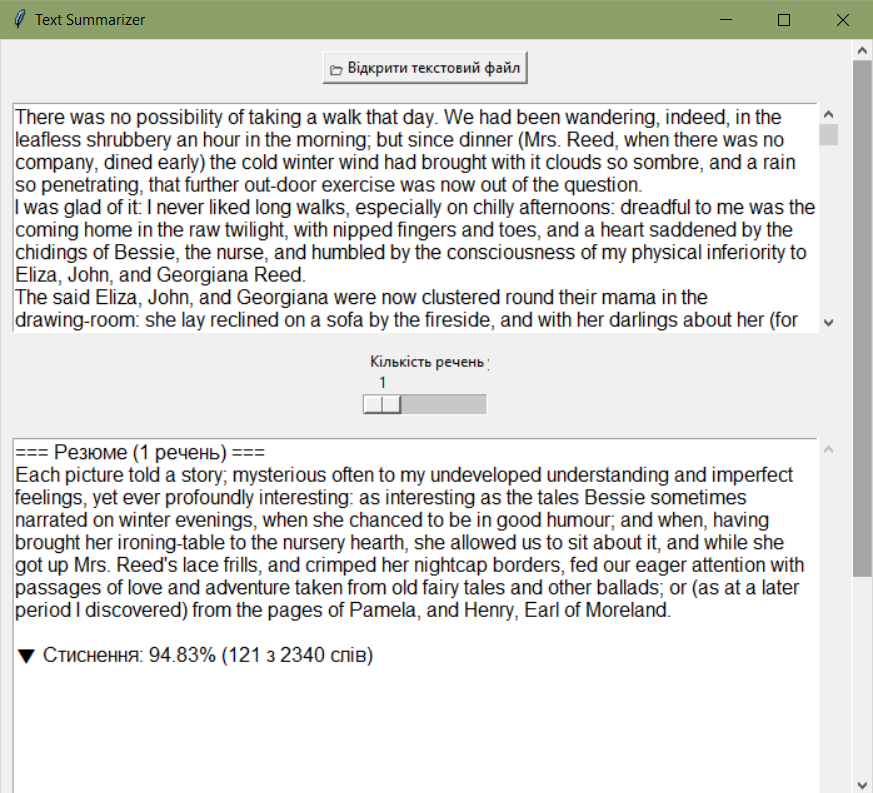 Text Summarizer
Відкрити текстовий файл
There was no possibility of taking a walk that day. We had been wandering, indeed, in the
leafless shrubbery an hour in the morning; but since dinner (Mrs. Reed, when there was no
company, dined early) the cold winter wind had brought with it clouds so sombre, and a rain
so penetrating, that further out-door exercise was now out of the question.
I was glad of it: I never liked long walks, especially on chilly afternoons: dreadful to me was the
coming home in the raw twilight, with nipped fingers and toes, and a heart saddened by the
chidings of Bessie, the nurse, and humbled by the consciousness of my physical inferiority to
Eliza, John, and Georgiana Reed.
The said Eliza, John, and Georgiana were now clustered round their mama in the
drawing-room: she lay reclined on a sofa by the fireside, and with her darlings about her (for
Кількість речень
1
=== Резюме (1 речень) ===
Each picture told a story; mysterious often to my undeveloped understanding and imperfect
feelings, yet ever profoundly interesting: as interesting as the tales Bessie sometimes
narrated on winter evenings, when she chanced to be in good humour; and when, having
brought her ironing-table to the nursery hearth, she allowed us to sit about it, and while she
got up Mrs. Reed's lace frills, and crimped her nightcap borders, fed our eager attention with
passages of love and adventure taken from old fairy tales and other ballads; or (as at a later
period I discovered) from the pages of Pamela, and Henry, Earl of Moreland.
▼ Стиснення: 94.83% (121 з 2340 слів)